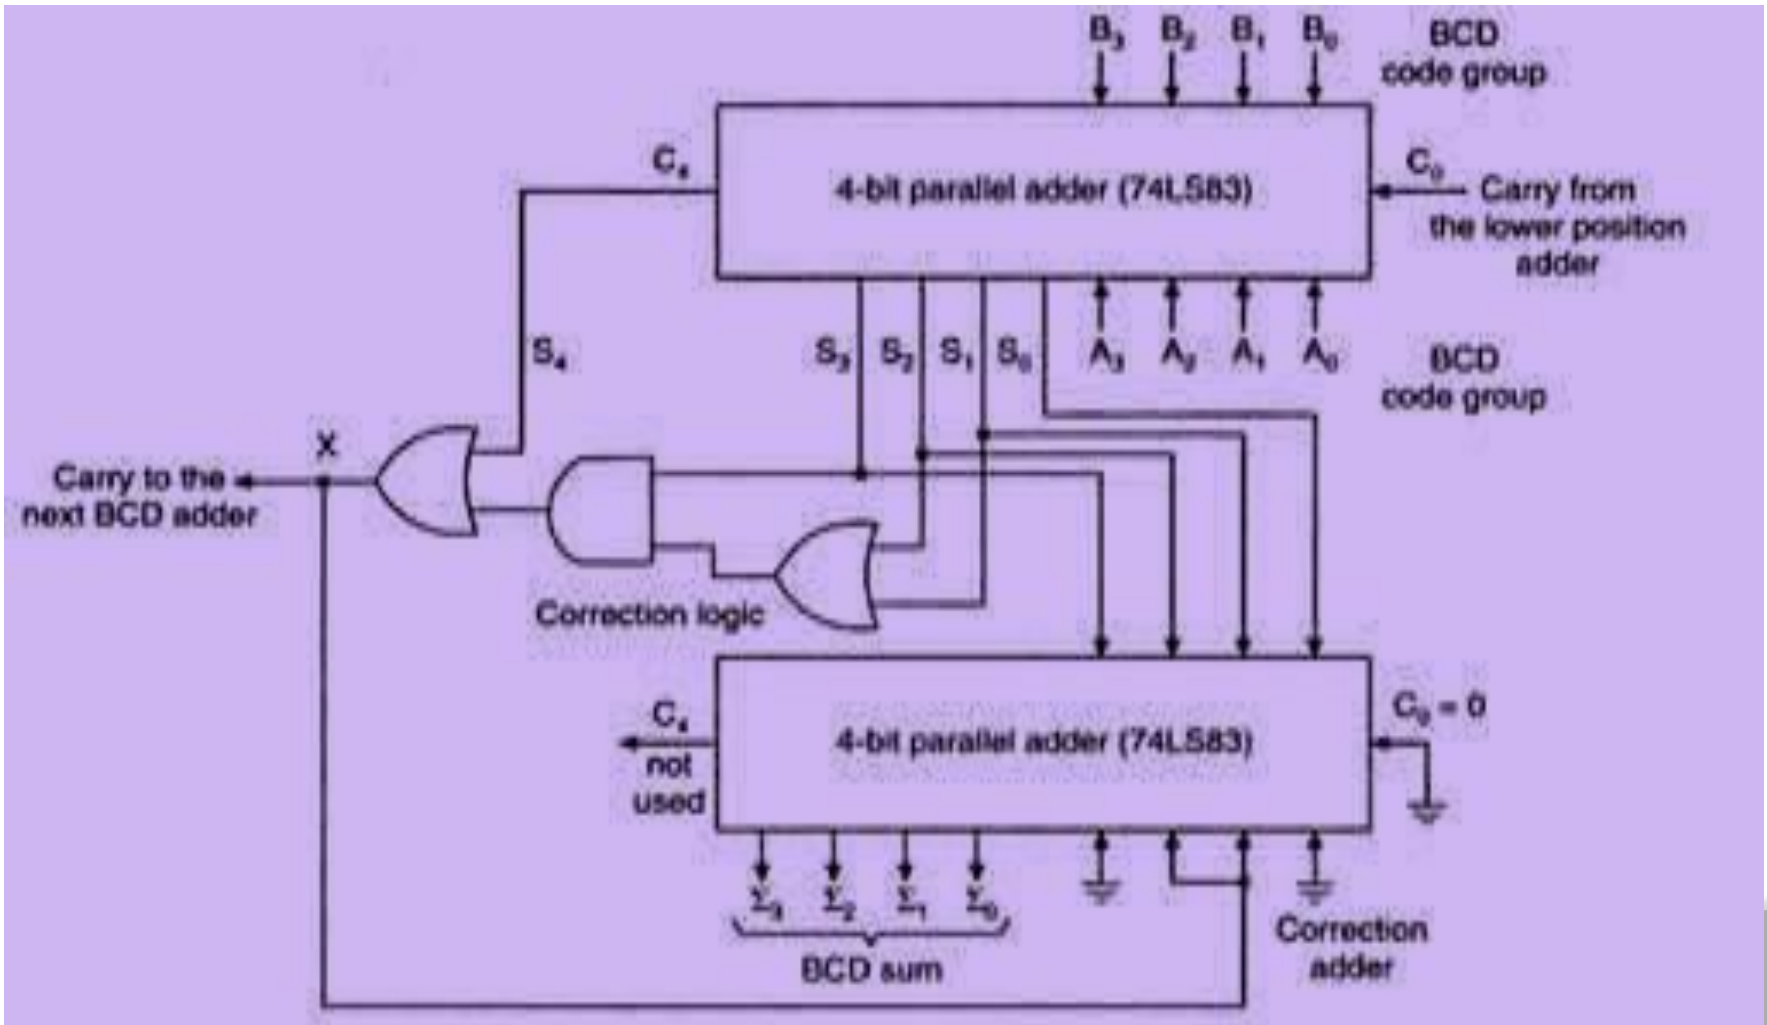 B₃ B₂ B₁ B₀ BCD
code group
C₄ C₀
4-bit parallel adder (74LS83)
Carry from
the lower position
adder
S₄ S₃ S₂ S₁ S₀ A₃ A₂ A₁ A₀ BCD
code group
X
Carry to the
next BCD adder
Correction logic
C₄ C₀ = 0
4-bit parallel adder (74LS83)
not
used
Σ₃ Σ₂ Σ₁ Σ₀
BCD sum
Correction
adder